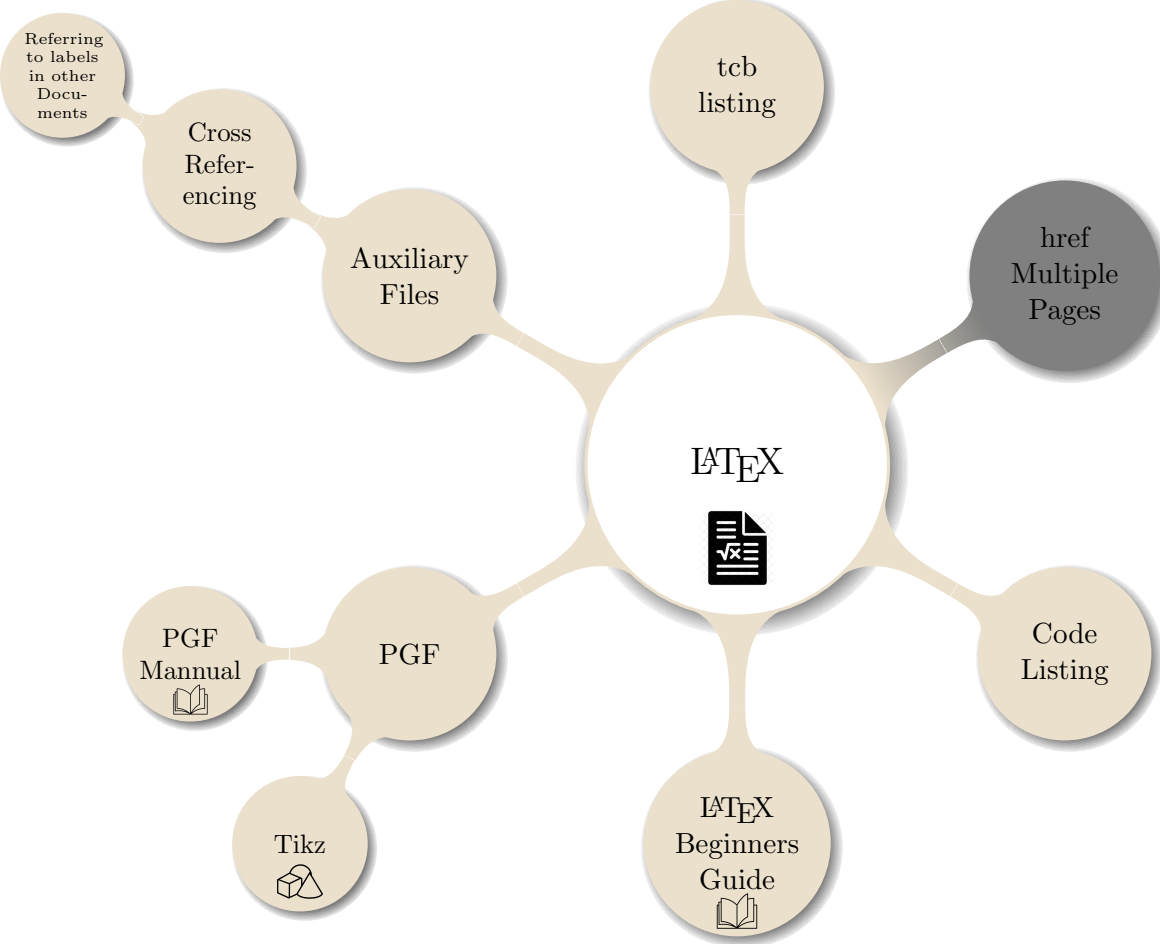 Referring
to labels
in other
Docu-
ments
Cross
Refer-
encing
Auxiliary
Files
tcb
listing
href
Multiple
Pages
LATEX
√x
PGF
Mannual
PGF
Code
Listing
Tikz
LATEX
Beginners
Guide